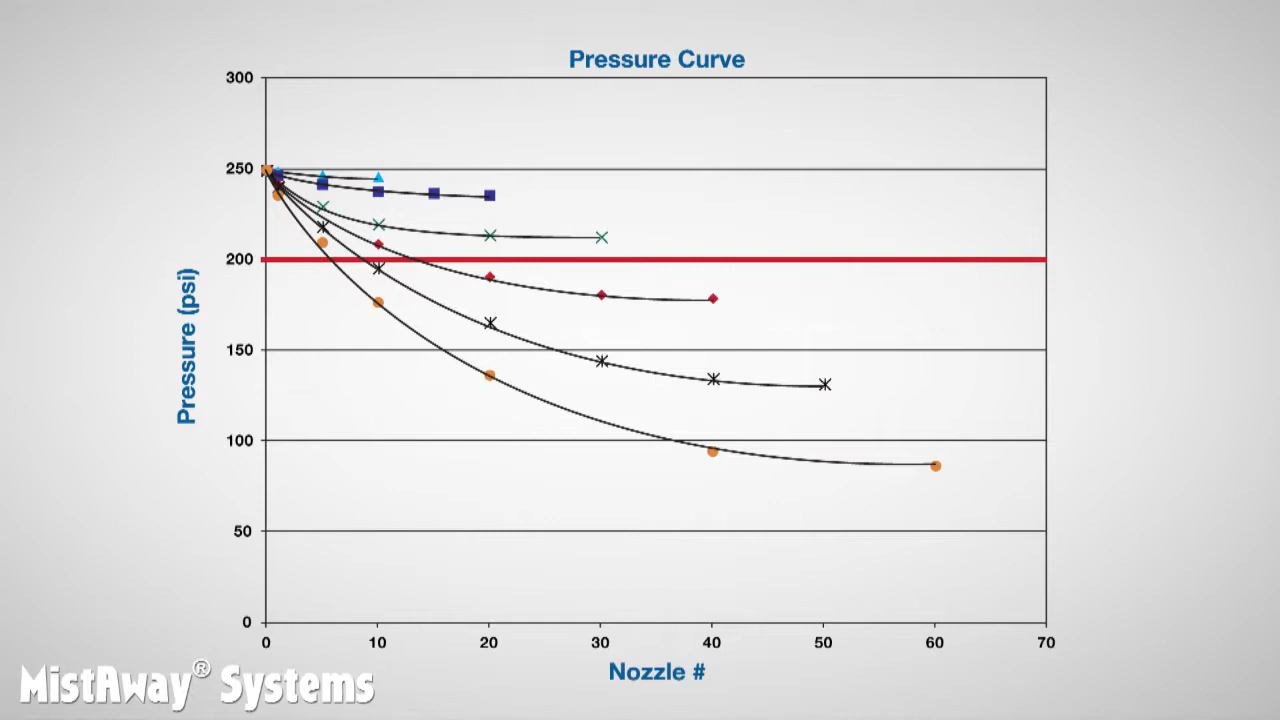 Pressure Curve
300
250
200
150
100
50
0
Pressure (psi)
0 10 20 30 40 50 60 70
Nozzle #
MistAway® Systems